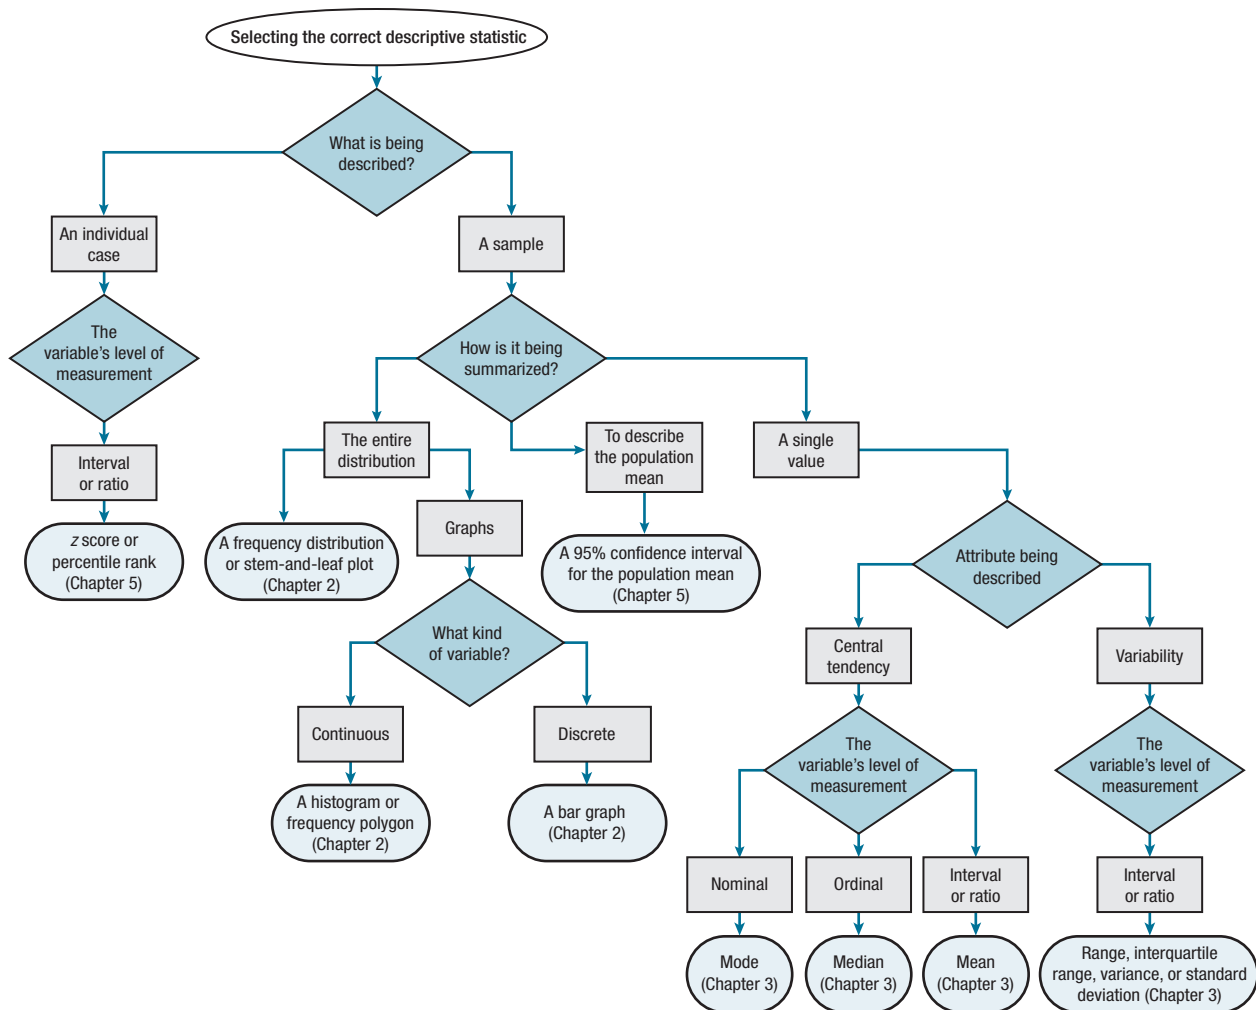 Selecting the correct descriptive statistic
What is being
described?
An individual
case
A sample
The
variable's level of
measurement
How is it being
summarized?
Interval
or ratio
The entire
distribution
To describe
the population
mean
A single
value
z score or
percentile rank
(Chapter 5)
A frequency distribution
or stem-and-leaf plot
(Chapter 2)
Graphs
A 95% confidence interval
for the population mean
(Chapter 5)
Attribute being
described
What kind
of variable?
Central
tendency
Variability
Continuous
Discrete
The
variable's level of
measurement
The
variable's level of
measurement
A histogram or
frequency polygon
(Chapter 2)
A bar graph
(Chapter 2)
Nominal
Ordinal
Interval
or ratio
Interval
or ratio
Mode
(Chapter 3)
Median
(Chapter 3)
Mean
(Chapter 3)
Range, interquartile
range, variance, or standard
deviation (Chapter 3)